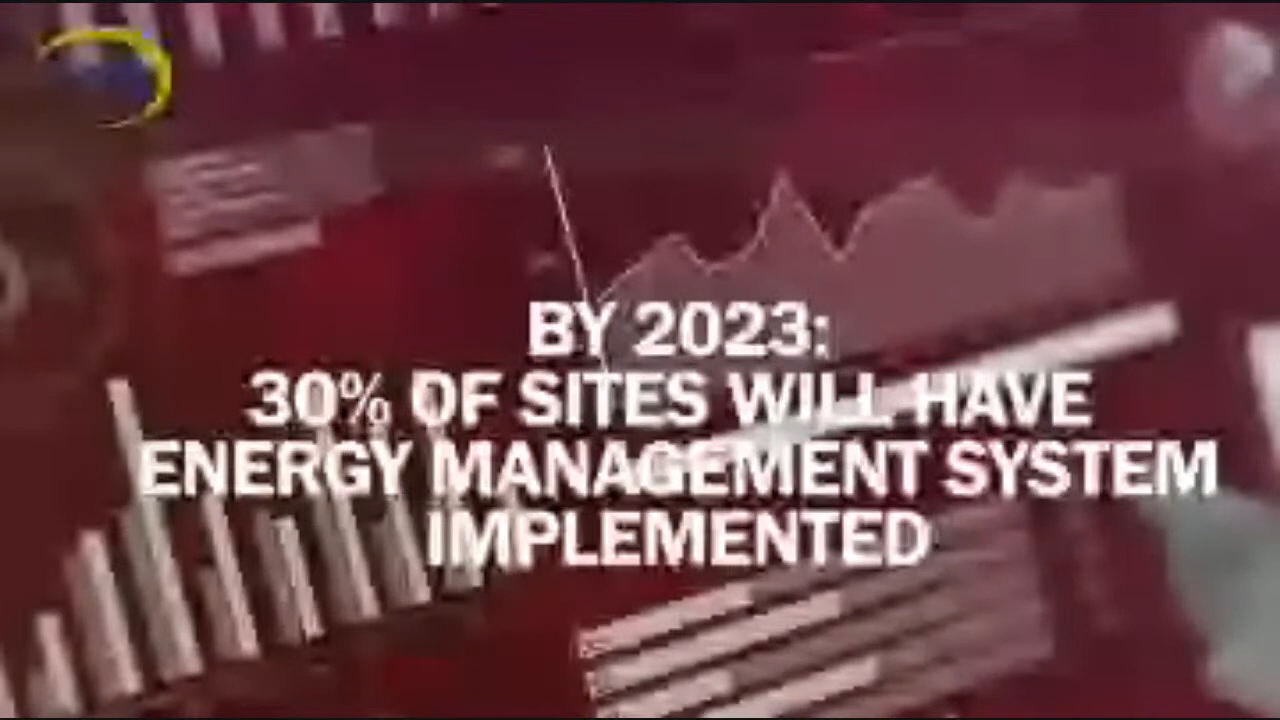 BY 2023:
30% OF SITES WILL HAVE
ENERGY MANAGEMENT SYSTEM
IMPLEMENTED